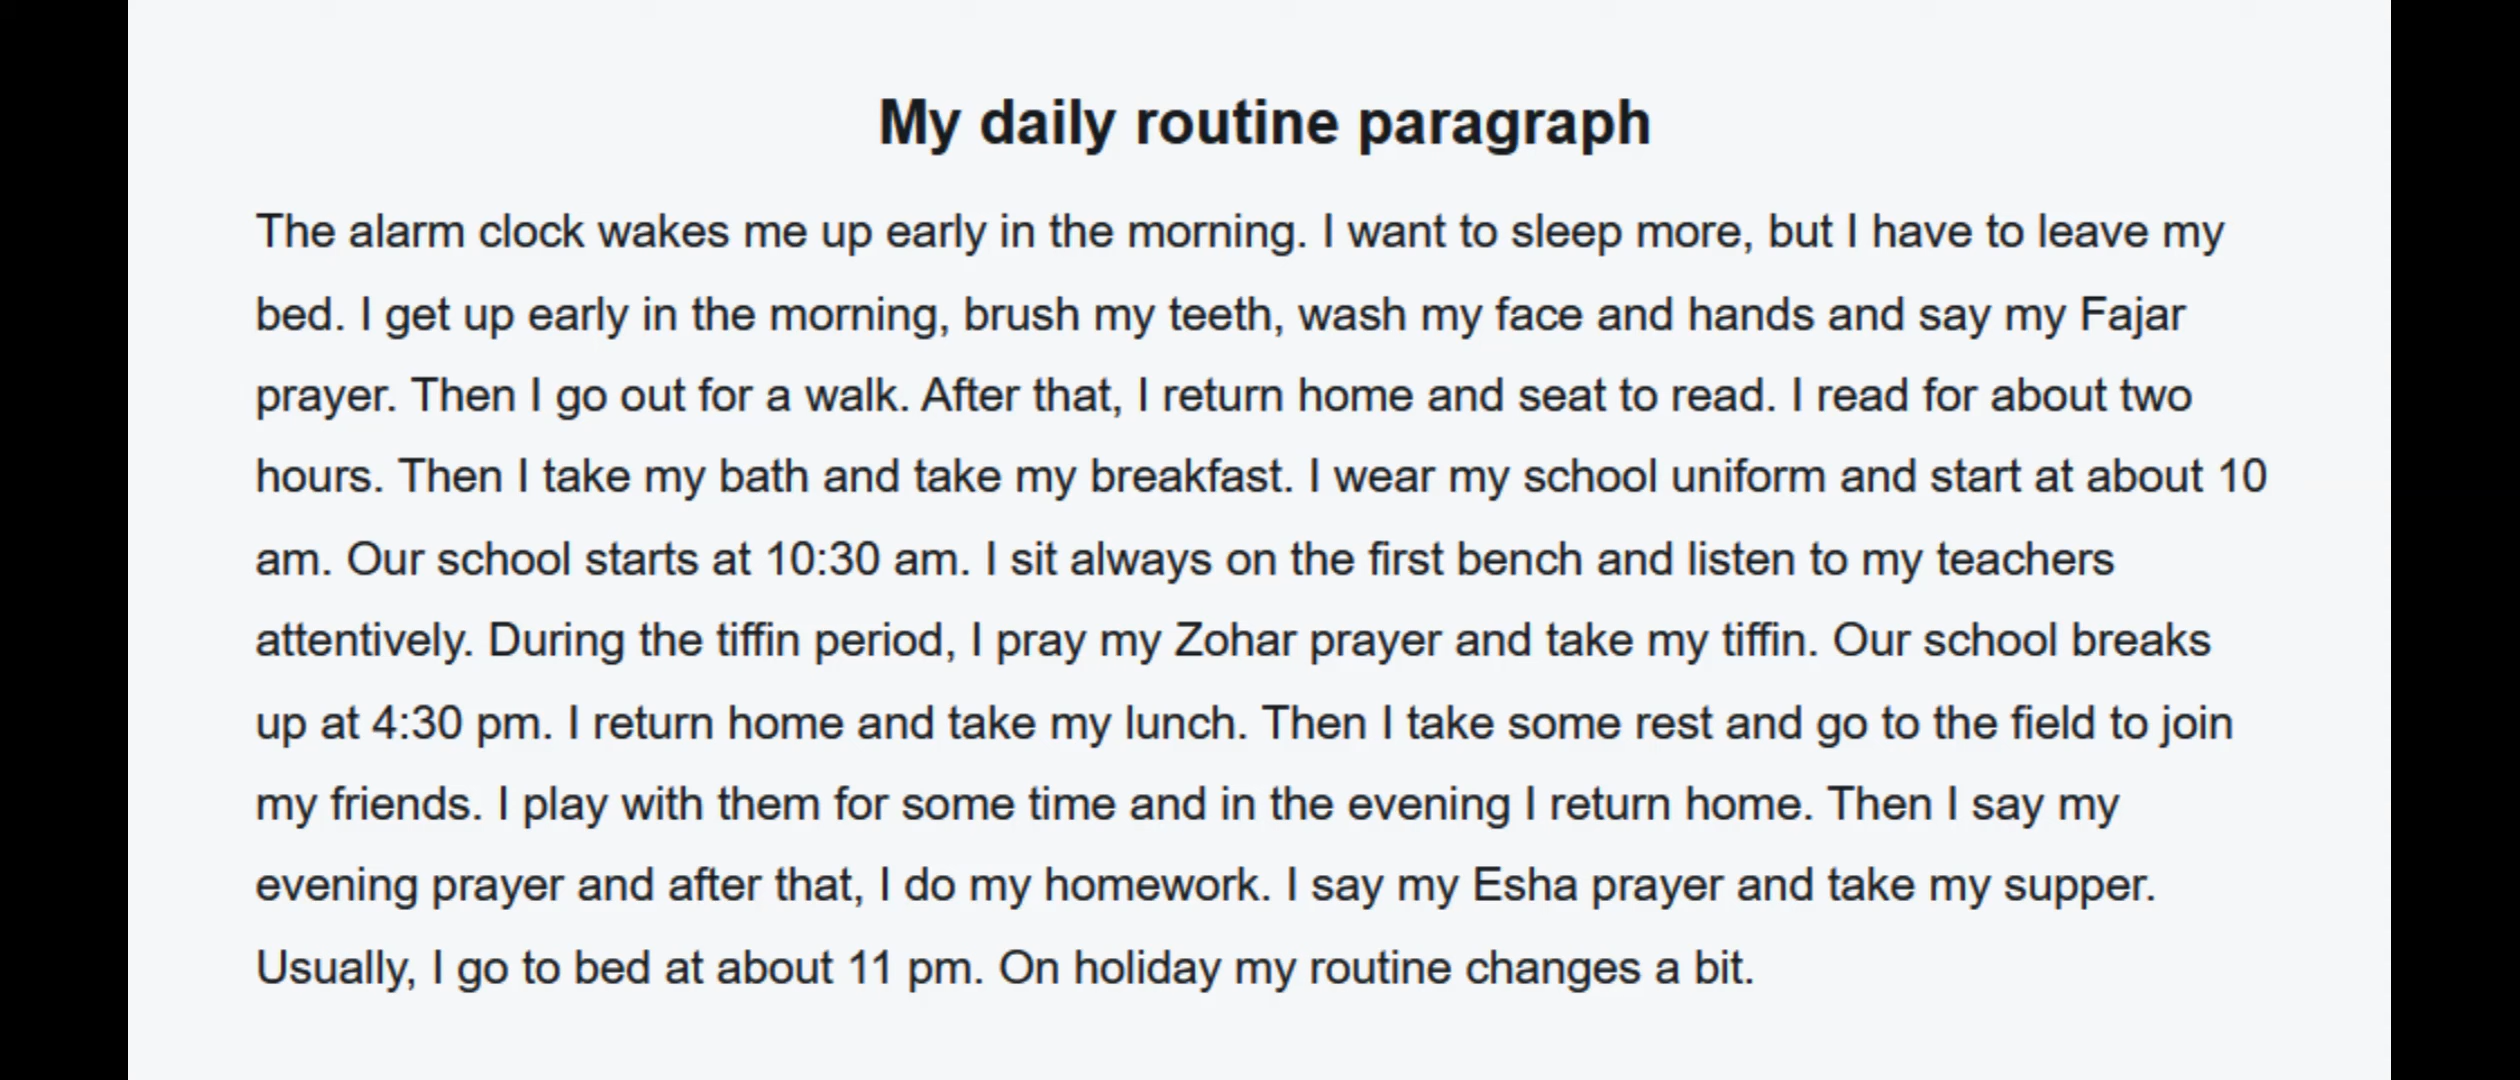 My daily routine paragraph
The alarm clock wakes me up early in the morning. I want to sleep more, but I have to leave my
bed. I get up early in the morning, brush my teeth, wash my face and hands and say my Fajar
prayer. Then I go out for a walk. After that, I return home and seat to read. I read for about two
hours. Then I take my bath and take my breakfast. I wear my school uniform and start at about 10
am. Our school starts at 10:30 am. I sit always on the first bench and listen to my teachers
attentively. During the tiffin period, I pray my Zohar prayer and take my tiffin. Our school breaks
up at 4:30 pm. I return home and take my lunch. Then I take some rest and go to the field to join
my friends. I play with them for some time and in the evening I return home. Then I say my
evening prayer and after that, I do my homework. I say my Esha prayer and take my supper.
Usually, I go to bed at about 11 pm. On holiday my routine changes a bit.